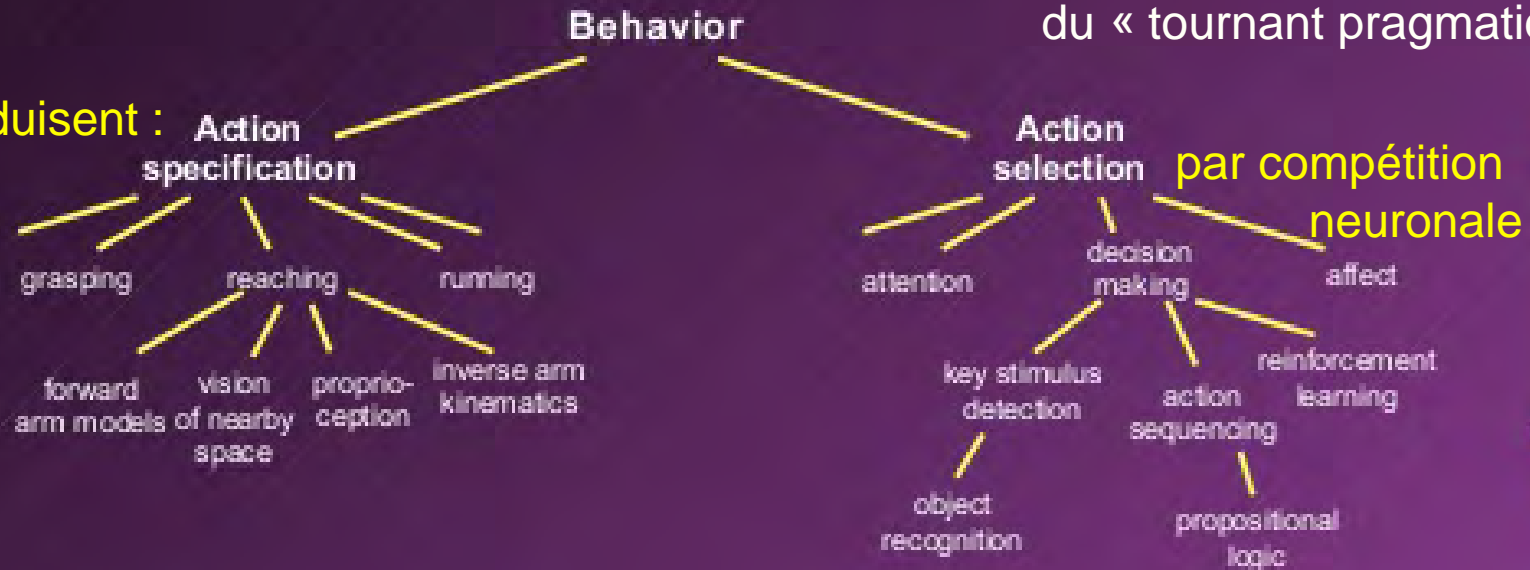 Behavior
du « tournant pragmatiq
duisent :
Action
specification
Action
selection
par compétition
neuronale
grasping
reaching
running
attention
decision
making
affect
forward
arm models
vision
of nearby
space
proprio-
ception
inverse arm
kinematics
key stimulus
detection
action
sequencing
reinforcement
learning
object
recognition
propositional
logic